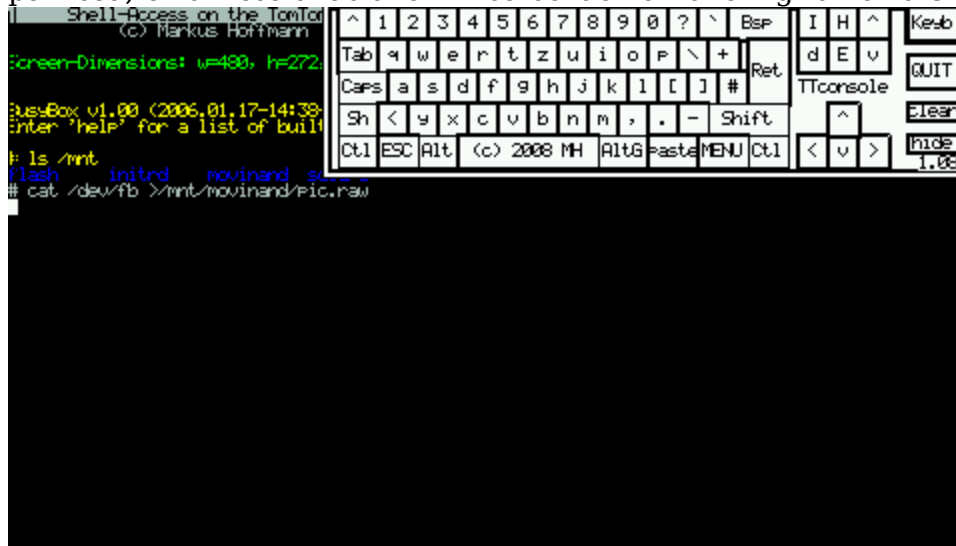 Shell-Access on the TomTom
(c) Markus Hoffmann
Screen-Dimensions: w=480, h=272,
BusyBox v1.00 (2006.01.17-14:38
Enter 'help' for a list of built
# ls /mnt
flash initrd movinand
# cat /dev/fb >/mnt/movinand/pic.raw
^ 1 2 3 4 5 6 7 8 9 0 ? ` Bsp
Tab q w e r t z u i o p \ + Ret
Caps a s d f g h j k l [ ] #
Sh < y x c v b n m , . - Shift
Ctl ESC Alt (c) 2008 MH AltG Paste MENU Ctl
I H ^
d E v
TTconsole
^
< v >
Keyb
QUIT
clear
hide
1.08